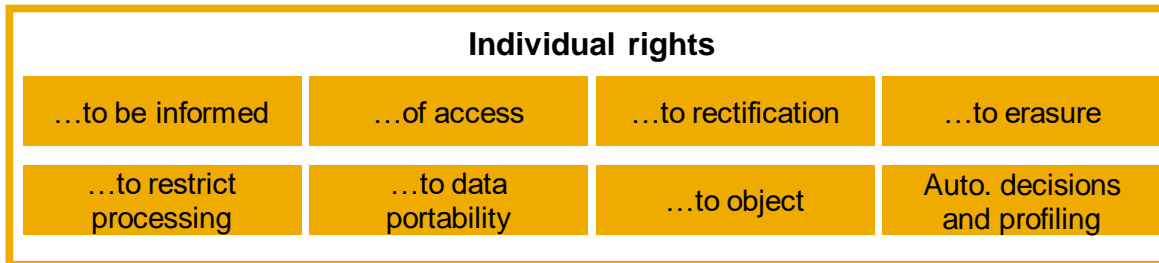 Individual rights
…to be informed
…of access
…to rectification
…to erasure
…to restrict
processing
…to data
portability
…to object
Auto. decisions
and profiling